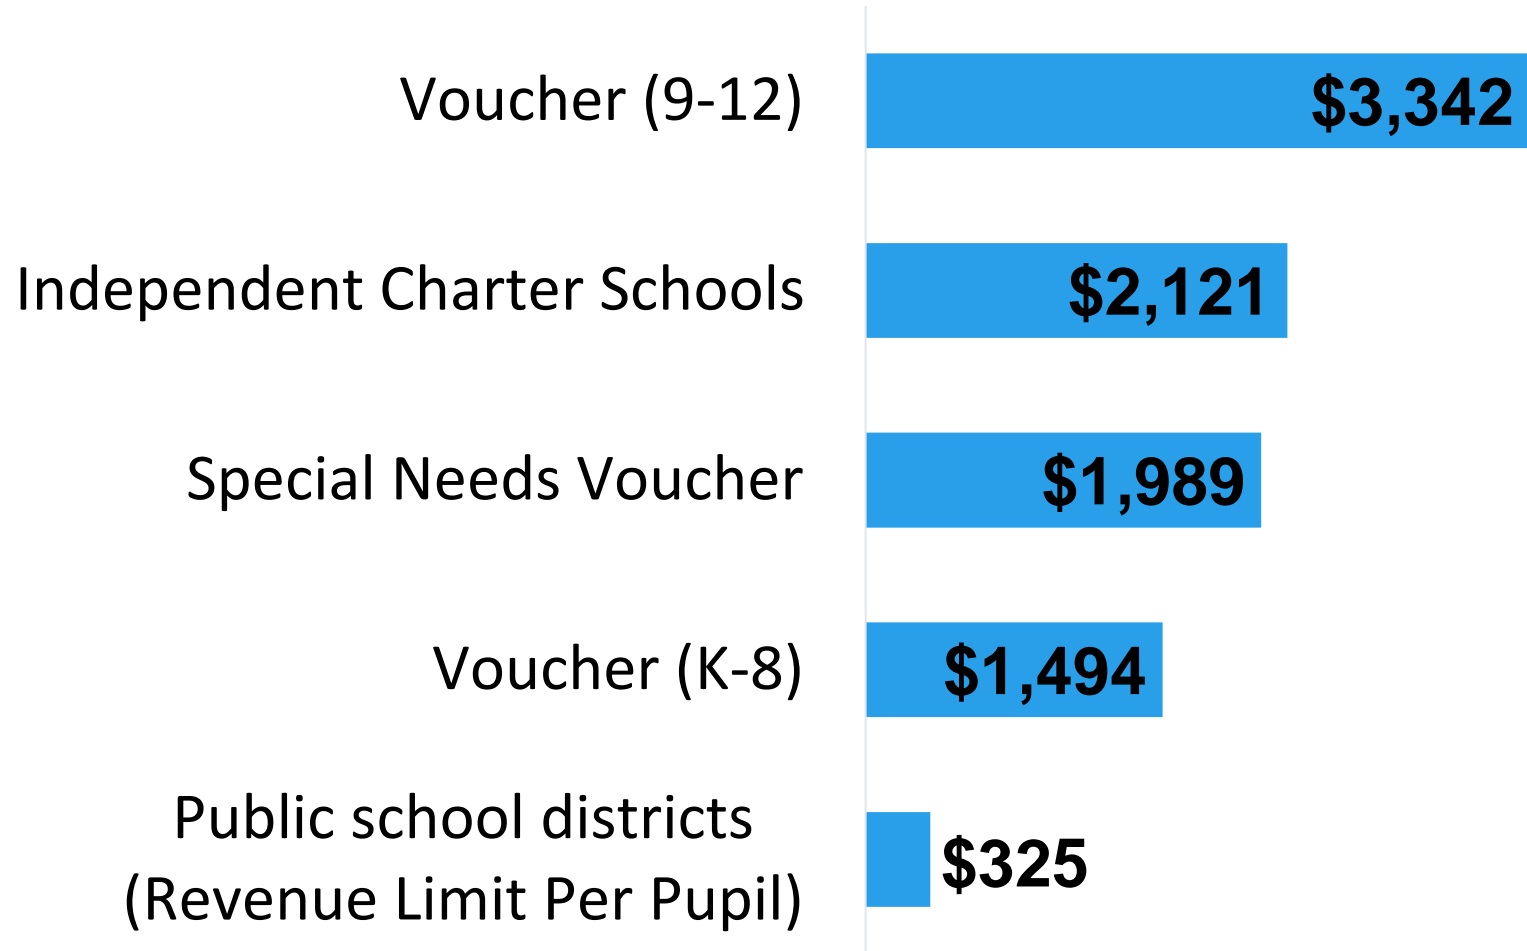 Voucher (9-12)
$3,342
Independent Charter Schools
$2,121
Special Needs Voucher
$1,989
Voucher (K-8)
$1,494
Public school districts
(Revenue Limit Per Pupil)
$325